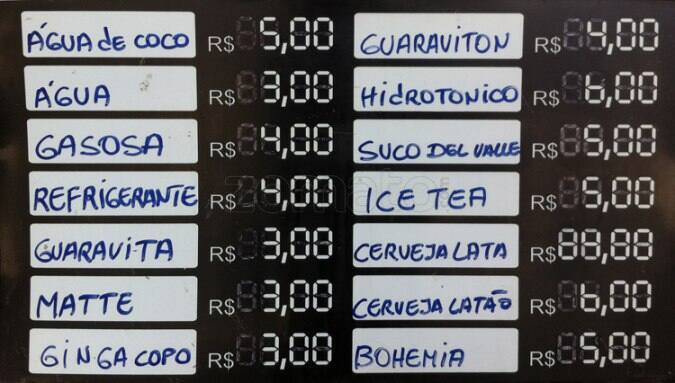 ÁGUA de COCO R$ 5,00
ÁGUA R$ 3,00
GASOSA R$ 4,00
REFRIGERANTE R$ 4,00
GUARAVITA R$ 3,00
MATTE R$ 3,00
GINGA COPO R$ 3,00
GUARAVITON R$ 4,00
HIdROTONICO R$ 6,00
SUCO DEL VALLE R$ 5,00
ICE TEA R$ 5,00
CERVEJA LATA R$ 88,00
CERVEJA LATÃO R$ 6,00
BOHEMIA R$ 5,00
zomato